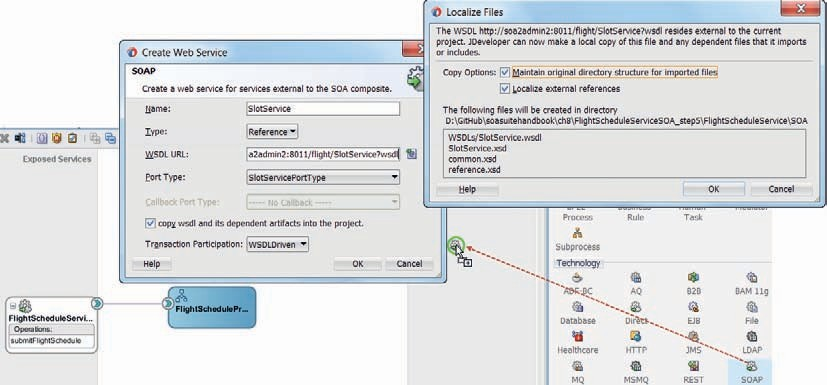 Localize Files
The WSDL http://soa2admin2:8011/flight/SlotService?wsdl resides external to the current
project. JDeveloper can now make a local copy of this file and any dependent files that it imports
or includes.
Copy Options:
Maintain original directory structure for imported files
Localize external references
The following files will be created in directory
D:\GitHub\soasuitehandbook\ch8\FlightScheduleServiceSOA_step5\FlightScheduleService\SOA
WSDLs/SlotService.wsdl
SlotService.xsd
common.xsd
reference.xsd
Help
OK
Cancel
Create Web Service
SOAP
Create a web service for services external to the SOA composite.
Name:
SlotService
Type:
Reference
WSDL URL:
a2admin2:8011/flight/SlotService?wsdl
Port Type:
SlotServicePortType
Callback Port Type:
----- No Callback -----
copy wsdl and its dependent artifacts into the project.
Transaction Participation:
WSDLDriven
Help
OK
Cancel
Exposed Services
FlightScheduleServi...
Operations:
submitFlightSchedule
FlightSchedulePr...
Process
Rule
Task
Subprocess
Technology
ADF-BC
AQ
B2B
BAM 11g
Database
Direct
EJB
File
Healthcare
HTTP
JMS
LDAP
MQ
MSMQ
REST
SOAP